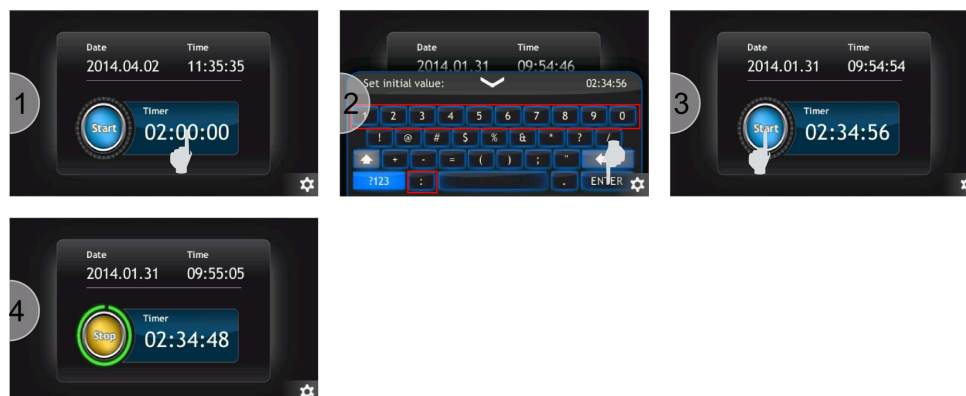 1
Date Time
2014.04.02 11:35:35
Timer
Start
02:00:00
2
Date Time
2014.01.31 09:54:46
Set initial value: 02:34:56
1 2 3 4 5 6 7 8 9 0
! @ # $ % & * ? /
+ - = ( ) ; "
?123 : . ENTER
3
Date Time
2014.01.31 09:54:54
Timer
Start
02:34:56
4
Date Time
2014.01.31 09:55:05
Timer
Stop
02:34:48